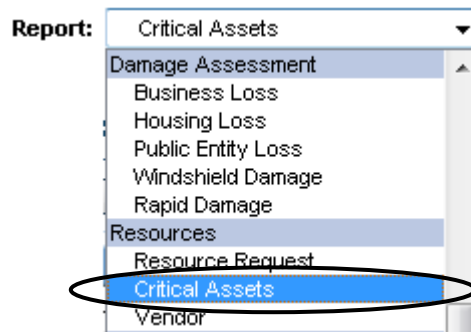 Report: Critical Assets
Damage Assessment
Business Loss
Housing Loss
Public Entity Loss
Windshield Damage
Rapid Damage
Resources
Resource Request
Critical Assets
Vendor